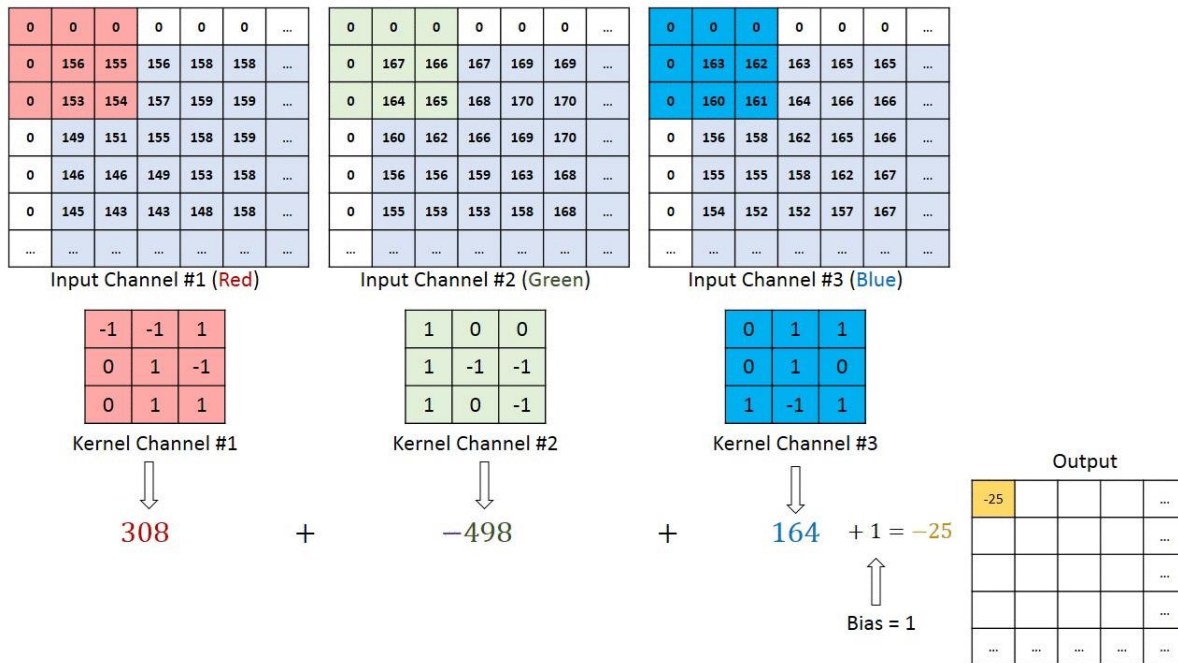 0 0 0 0 0 0 ...
0 156 155 156 158 158 ...
0 153 154 157 159 159 ...
0 149 151 155 158 159 ...
0 146 146 149 153 158 ...
0 145 143 143 148 158 ...
... ... ... ... ... ... ...
Input Channel #1 (Red)
0 0 0 0 0 0 ...
0 167 166 167 169 169 ...
0 164 165 168 170 170 ...
0 160 162 166 169 170 ...
0 156 156 159 163 168 ...
0 155 153 153 158 168 ...
... ... ... ... ... ... ...
Input Channel #2 (Green)
0 0 0 0 0 0 ...
0 163 162 163 165 165 ...
0 160 161 164 166 166 ...
0 156 158 162 165 166 ...
0 155 155 158 162 167 ...
0 154 152 152 157 167 ...
... ... ... ... ... ... ...
Input Channel #3 (Blue)
-1 -1 1
0 1 -1
0 1 1
Kernel Channel #1
1 0 0
1 -1 -1
1 0 -1
Kernel Channel #2
0 1 1
0 1 0
1 -1 1
Kernel Channel #3
308 + −498 + 164 + 1 = −25
Bias = 1
Output
-25 ...
...
...
...
... ... ... ... ...